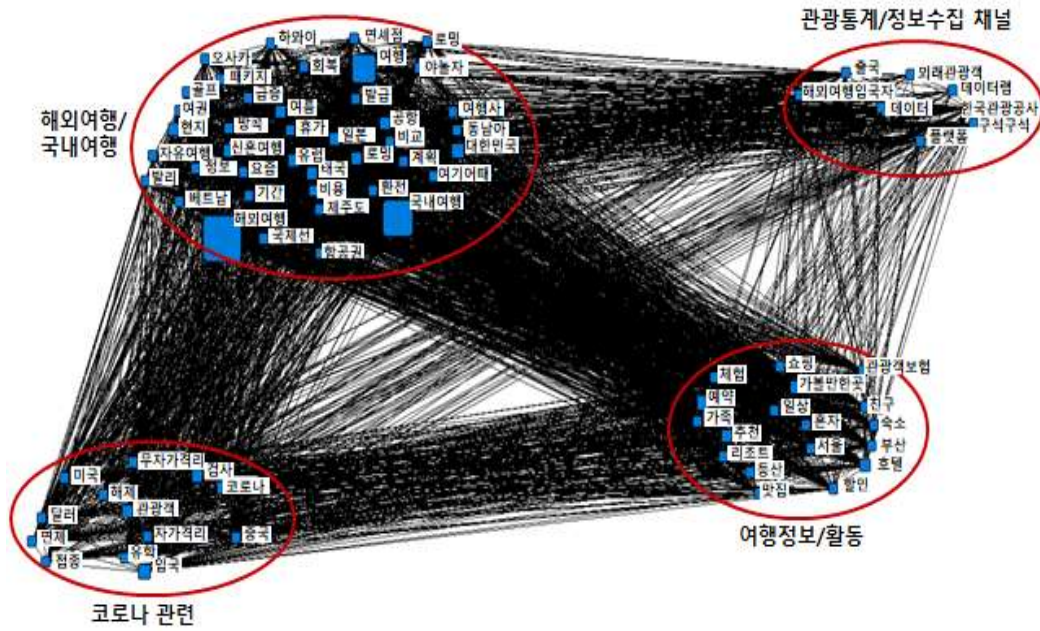 관광통계/정보수집 채널
출국
외래관광객
해외여행입국자
데이터랩
데이터
한국관광공사
구석구석
플랫폼
해외여행/
국내여행
하와이
면세점
로밍
오사카
회복
여행
야놀자
패키지
골프
급증
발급
여권
여름
공항
여행사
현지
휴가
일본
비교
동남아
대한민국
자유여행
신혼여행
유럽
로밍
계획
정보
요즘
태국
여기어때
발리
베트남
기간
비용
환전
제주도
국내여행
해외여행
국제선
항공권
쇼핑
관광객보험
체험
가볼만한곳
예약
일상
친구
가족
혼자
숙소
추천
서울
부산
리조트
호텔
등산
맛집
할인
여행정보/활동
무자가격리
검사
미국
코로나
해제
관광객
달러
면제
자가격리
중국
접종
유학
입국
코로나 관련